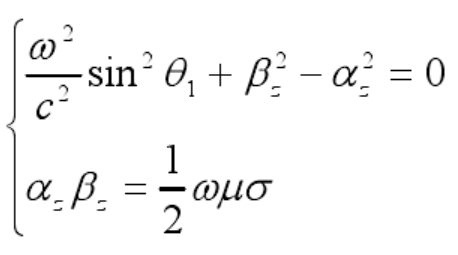 ω²/c² sin² θ₁ + β_z² − α_z² = 0
α_z β_z = 1/2 ωμσ